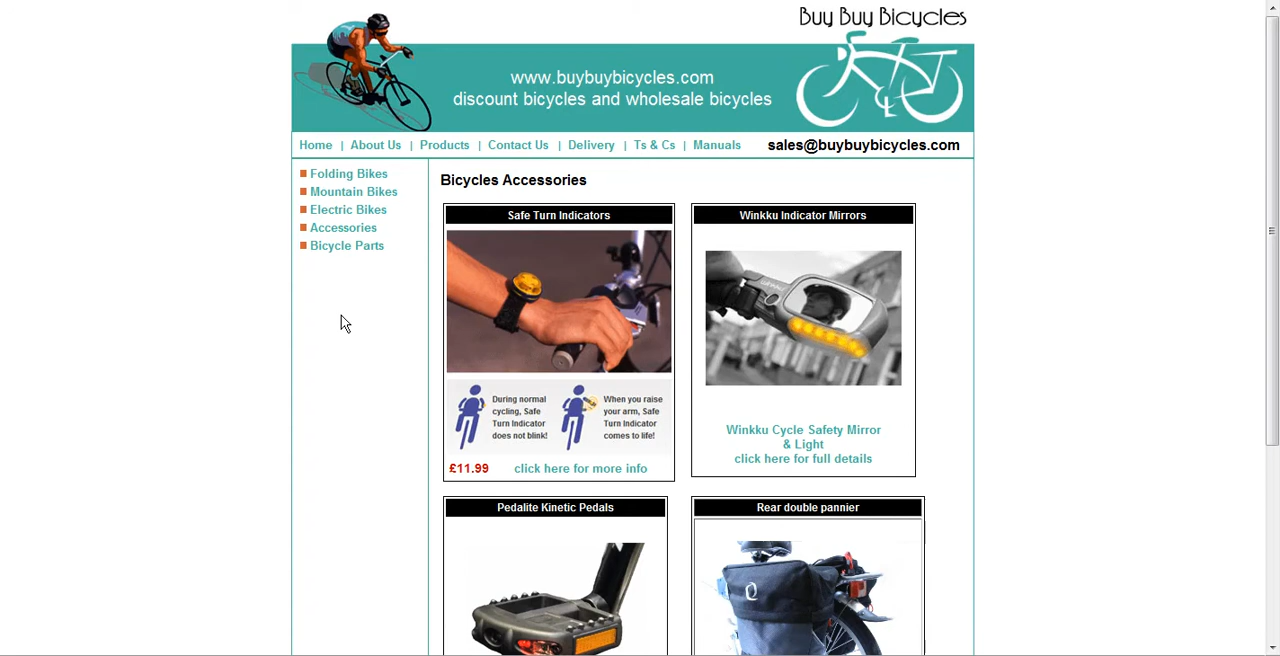 Buy Buy Bicycles
www.buybuybicycles.com
discount bicycles and wholesale bicycles
Home | About Us | Products | Contact Us | Delivery | Ts & Cs | Manuals
sales@buybuybicycles.com
Folding Bikes
Mountain Bikes
Electric Bikes
Accessories
Bicycle Parts
Bicycles Accessories
Safe Turn Indicators
During normal
cycling, Safe
Turn Indicator
does not blink!
When you raise
your arm, Safe
Turn Indicator
comes to life!
£11.99 click here for more info
Winkku Indicator Mirrors
Winkku Cycle Safety Mirror
& Light
click here for full details
Pedalite Kinetic Pedals
Rear double pannier